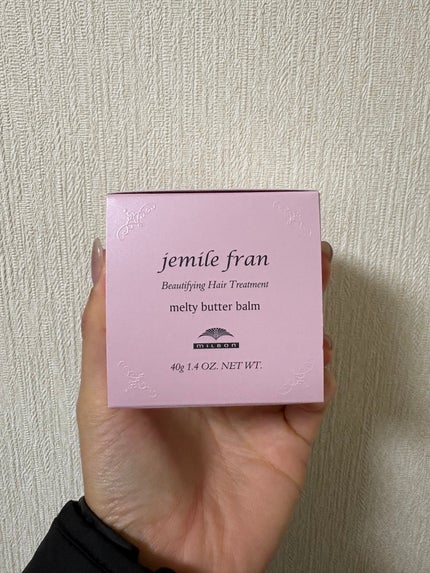 jemile fran
Beautifying Hair Treatment
melty butter balm
MILBON
40g 1.4 OZ. NET WT.